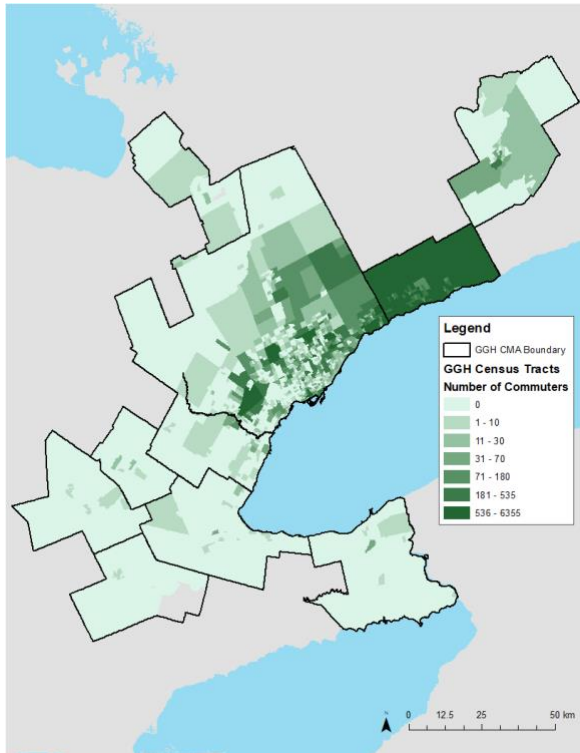 Legend
GGH CMA Boundary
GGH Census Tracts
Number of Commuters
0
1 - 10
11 - 30
31 - 70
71 - 180
181 - 535
536 - 6355
0 12.5 25 50 km